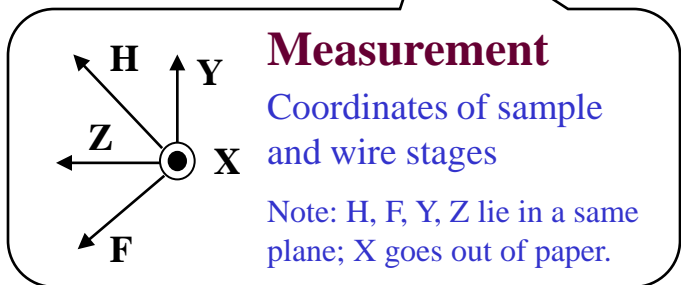 H
Y
Z
X
F
Measurement
Coordinates of sample
and wire stages
Note: H, F, Y, Z lie in a same
plane; X goes out of paper.